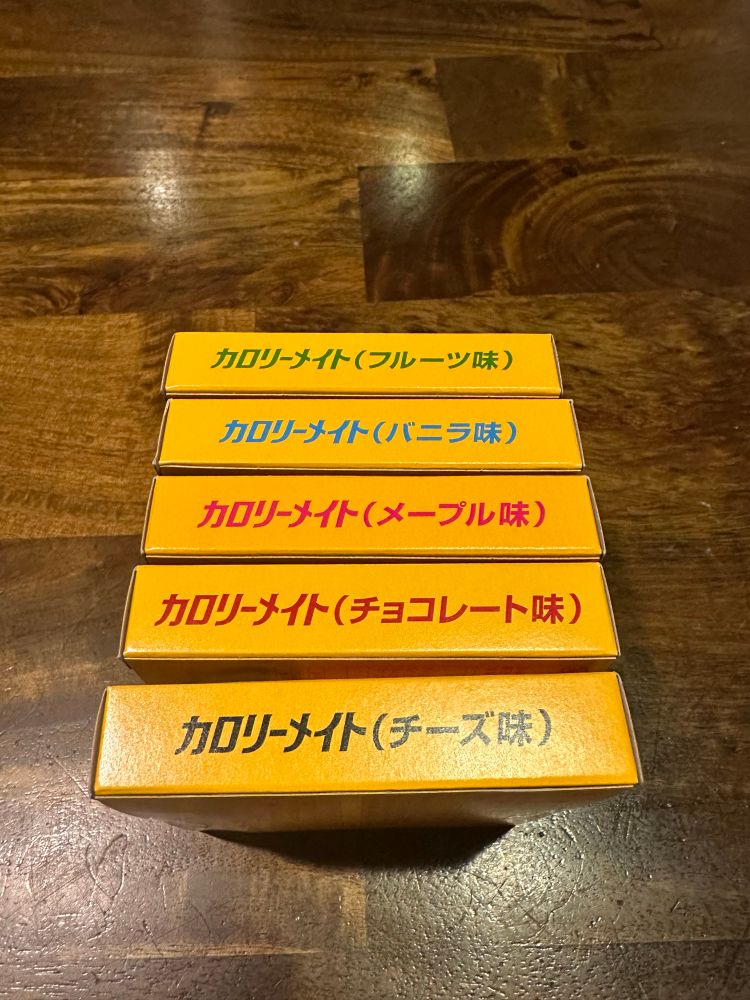 カロリーメイト(フルーツ味)
カロリーメイト(バニラ味)
カロリーメイト(メープル味)
カロリーメイト(チョコレート味)
カロリーメイト(チーズ味)